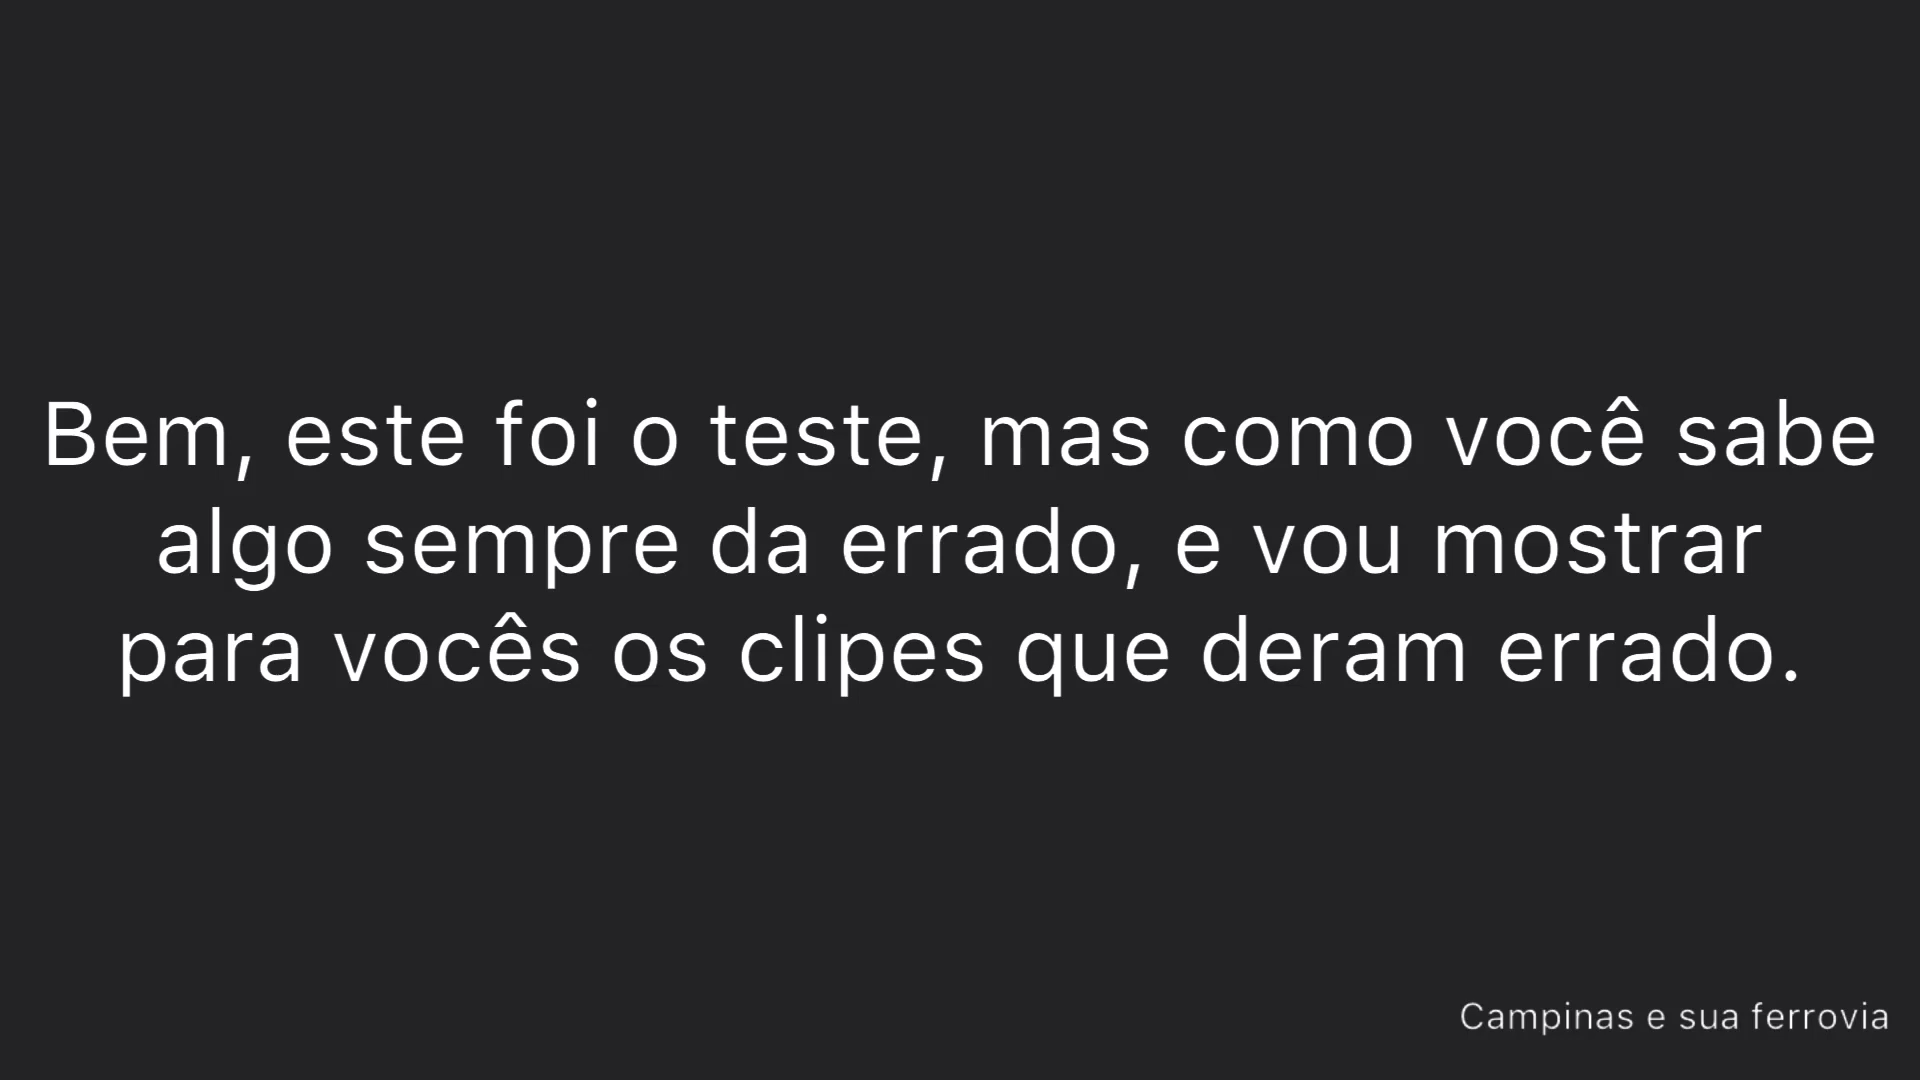 Bem, este foi o teste, mas como você sabe
algo sempre da errado, e vou mostrar
para vocês os clipes que deram errado.
Campinas e sua ferrovia